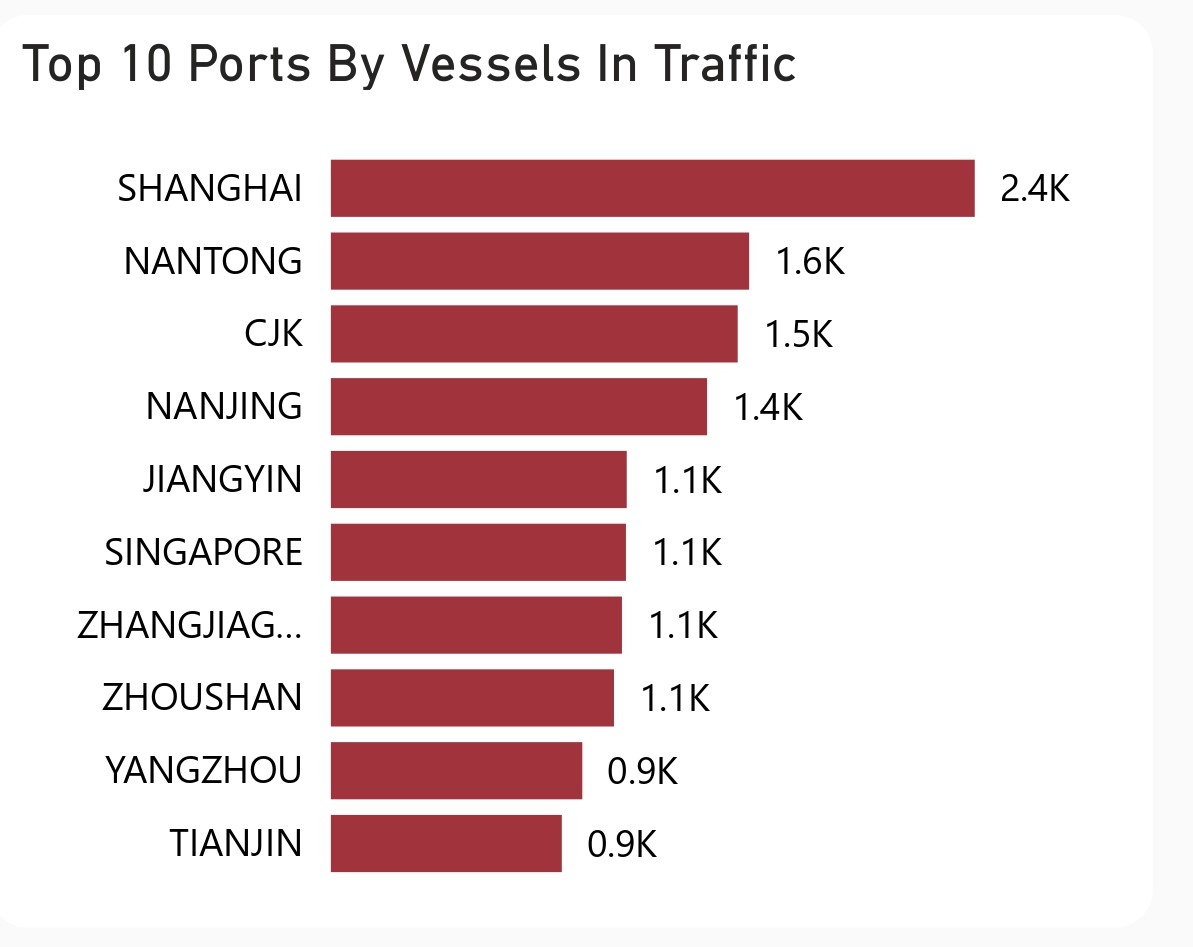 Top 10 Ports By Vessels In Traffic
SHANGHAI 2.4K
NANTONG 1.6K
CJK 1.5K
NANJING 1.4K
JIANGYIN 1.1K
SINGAPORE 1.1K
ZHANGJIAG... 1.1K
ZHOUSHAN 1.1K
YANGZHOU 0.9K
TIANJIN 0.9K